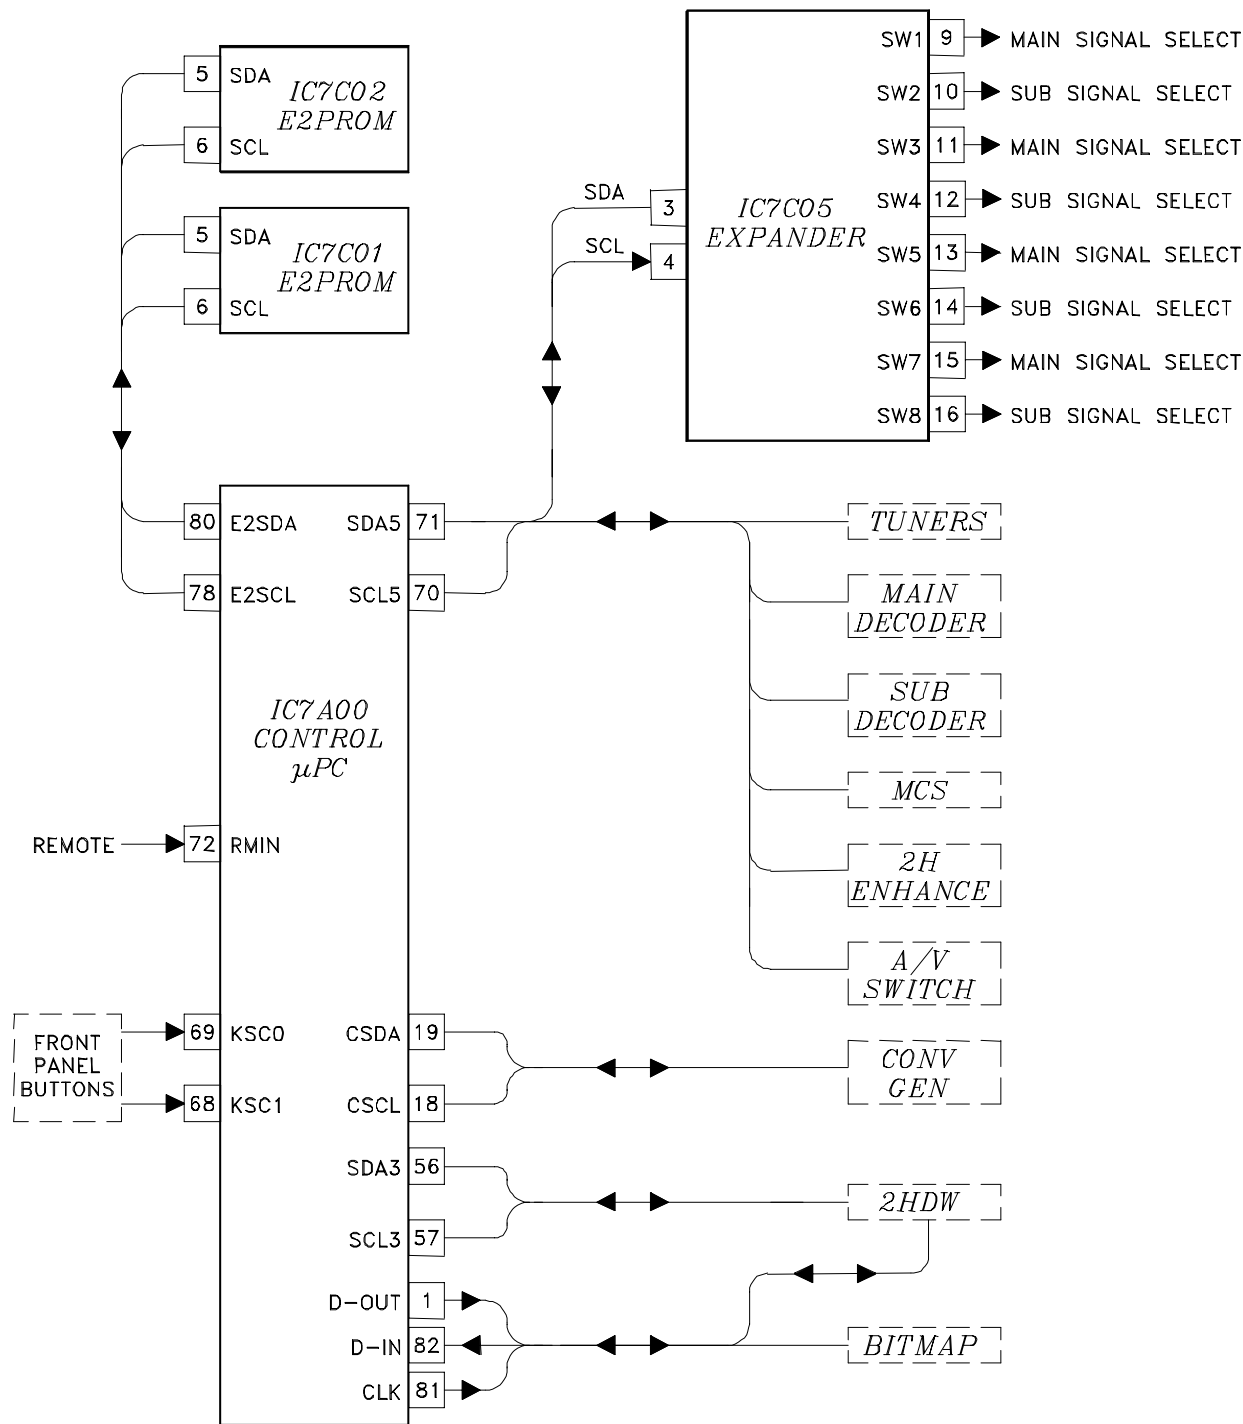 SW1 9 MAIN SIGNAL SELECT
5 SDA
IC7C02
E2PROM
SW2 10 SUB SIGNAL SELECT
6 SCL
SW3 11 MAIN SIGNAL SELECT
SDA 3
IC7C05
EXPANDER
SW4 12 SUB SIGNAL SELECT
5 SDA
IC7C01
E2PROM
SCL 4
SW5 13 MAIN SIGNAL SELECT
6 SCL
SW6 14 SUB SIGNAL SELECT
SW7 15 MAIN SIGNAL SELECT
SW8 16 SUB SIGNAL SELECT
80 E2SDA
SDA5 71
TUNERS
78 E2SCL
SCL5 70
MAIN
DECODER
SUB
DECODER
IC7A00
CONTROL
µPC
MCS
REMOTE 72 RMIN
2H
ENHANCE
A/V
SWITCH
FRONT
PANEL
BUTTONS
69 KSC0
CSDA 19
CONV
GEN
68 KSC1
CSCL 18
SDA3 56
2HDW
SCL3 57
D-OUT 1
D-IN 82
BITMAP
CLK 81